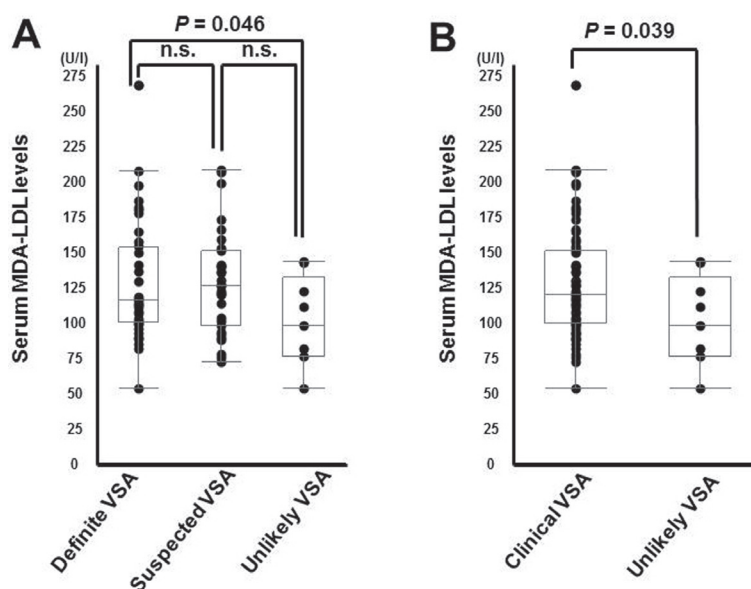 A
P = 0.046
n.s.
n.s.
(U/l)
275
250
225
200
175
150
125
100
75
50
0
Serum MDA-LDL levels
Definite VSA
Suspected VSA
Unlikely VSA
B
P = 0.039
(U/l)
275
250
225
200
175
150
125
100
75
50
0
Serum MDA-LDL levels
Clinical VSA
Unlikely VSA